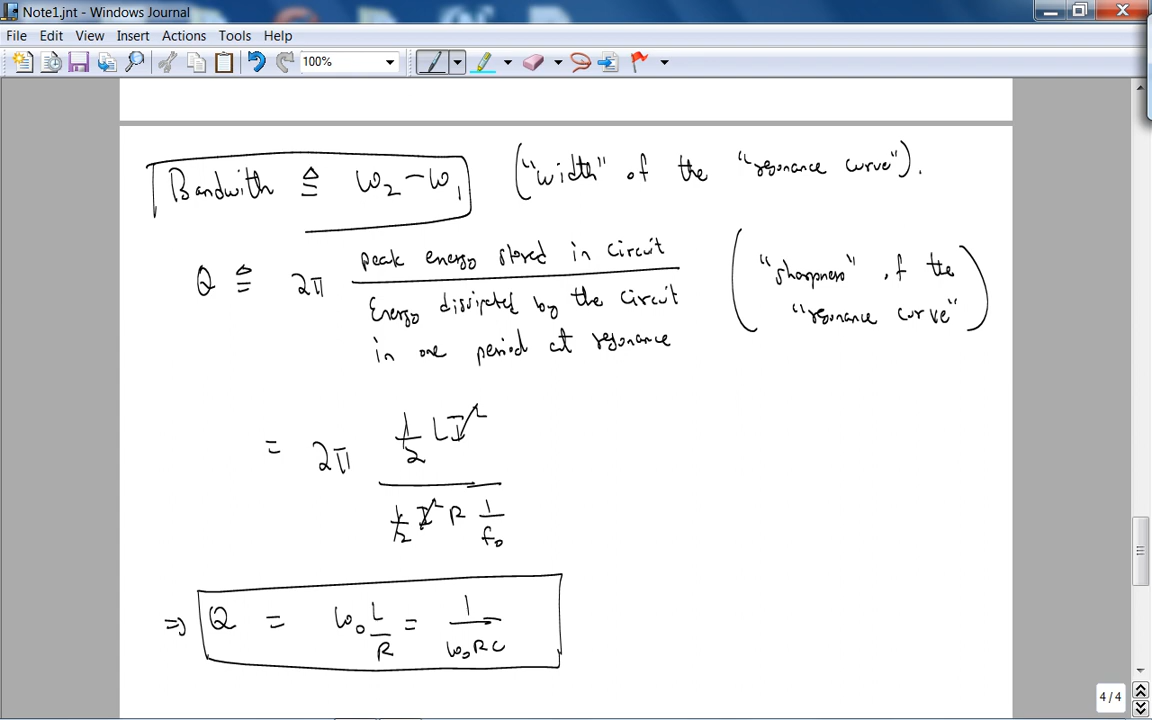 Note1.jnt - Windows Journal
File Edit View Insert Actions Tools Help
100%
Bandwith ≙ ω₂ - ω₁ ("width" of the "resonance curve").
Q ≙ 2π peak energy stored in circuit / Energy dissipated by the circuit in one period at resonance ("sharpness" of the "resonance curve")
= 2π ½ L I² / ½ I² R 1/f₀
⇒ Q = ω₀ L/R = 1/ω₀RC
4/4